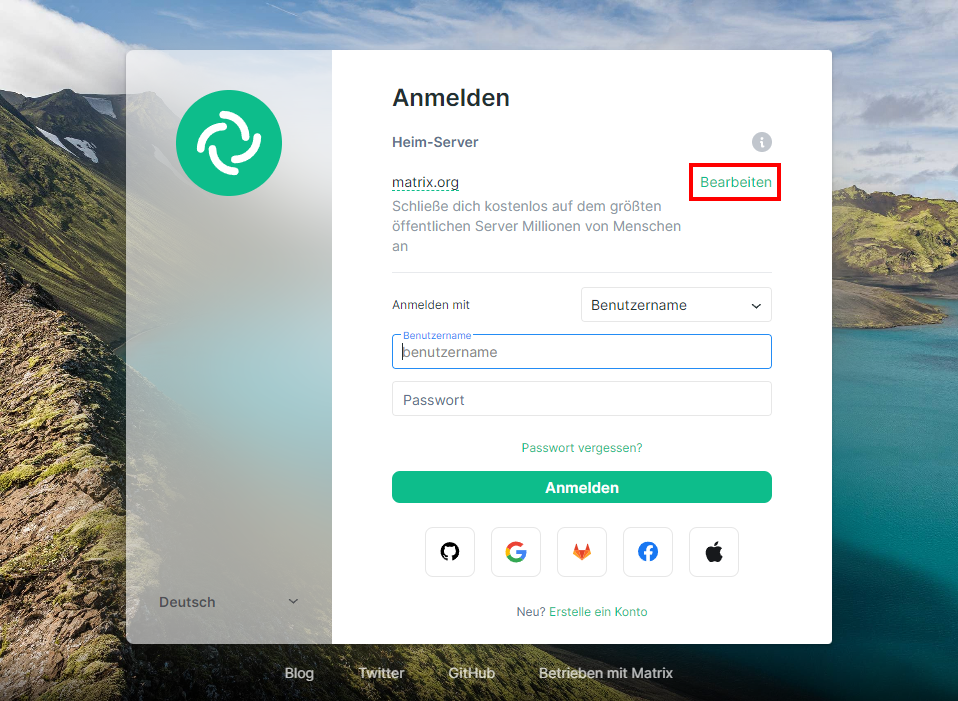 Anmelden
Heim-Server
matrix.org
Bearbeiten
Schließe dich kostenlos auf dem größten
öffentlichen Server Millionen von Menschen
an
Anmelden mit
Benutzername
Benutzername
benutzername
Passwort
Passwort vergessen?
Anmelden
Neu? Erstelle ein Konto
Deutsch
Blog
Twitter
GitHub
Betrieben mit Matrix